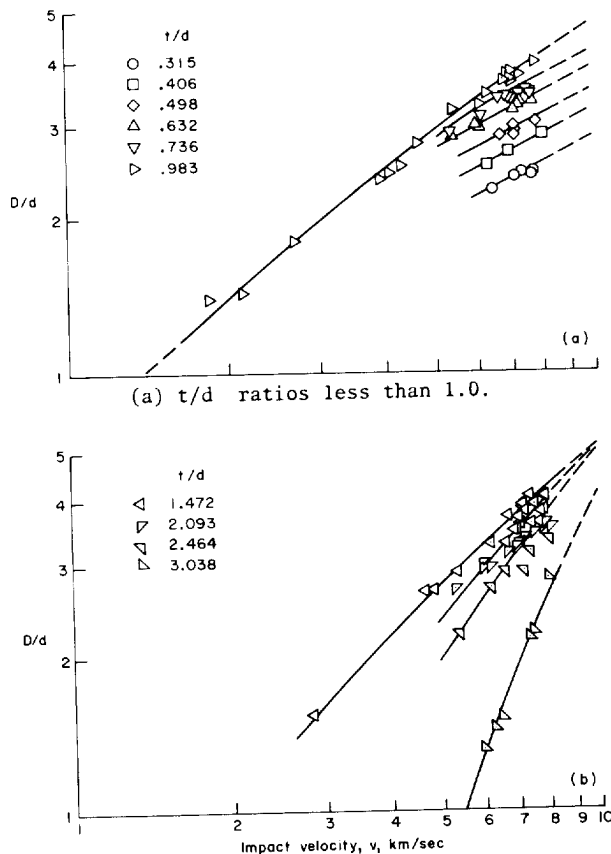 5
4
3
2
1
D/d
t/d
.315
.406
.498
.632
.736
.983
(a)
1
(a) t/d ratios less than 1.0.
5
4
3
2
1
D/d
t/d
1.472
2.093
2.464
3.038
(b)
1 2 3 4 5 6 7 8 10
Impact velocity, v, km/sec